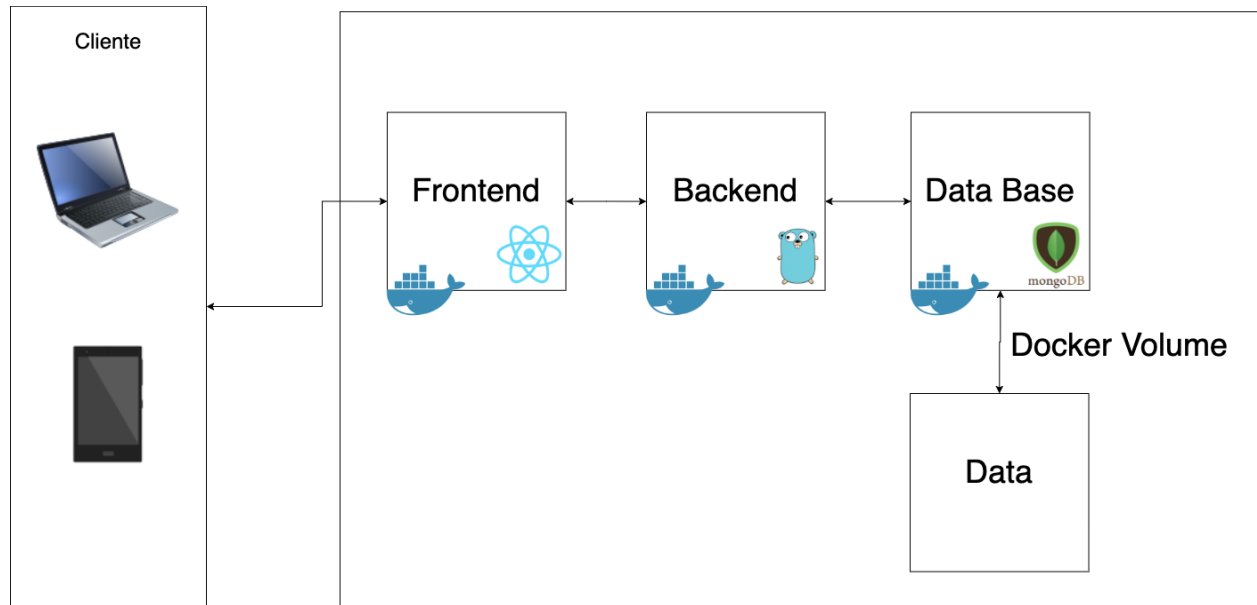 Cliente
Frontend
Backend
Data Base
mongoDB
Docker Volume
Data